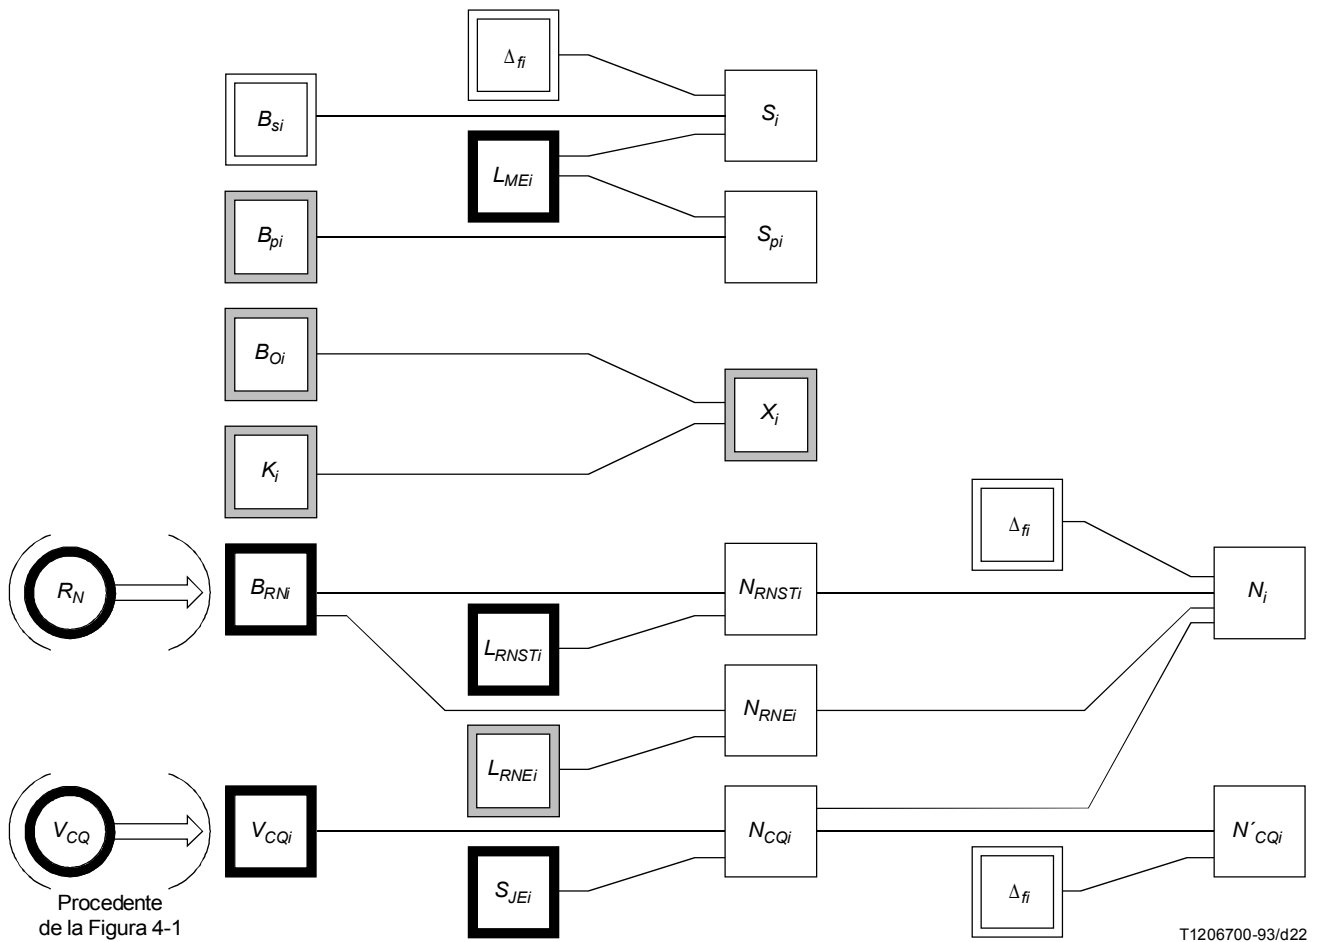 Δfi
Bsi
Si
LMEi
Bpi
Spi
BOi
Xi
Ki
Δfi
RN
BRNi
NRNSTi
Ni
LRNSTi
NRNEi
LRNEi
VCQ
VCQi
NCQi
N´CQi
SJEi
Δfi
Procedente
de la Figura 4-1
T1206700-93/d22